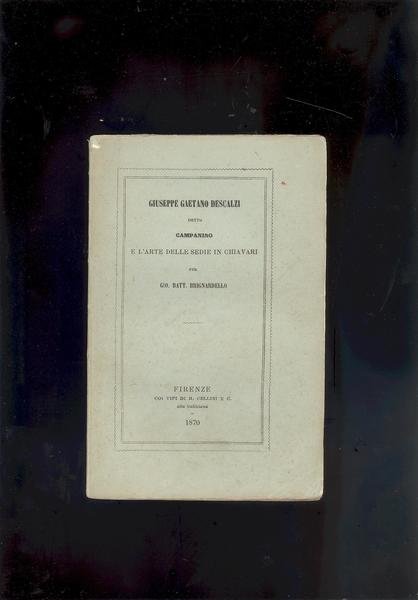 GIUSEPPE GAETANO DESCALZI
DETTO
CAMPANINO
E L'ARTE DELLE SEDIE IN CHIAVARI
PER
GIO. BATT. BRIGNARDELLO
FIRENZE
COI TIPI DI M. CELLINI E C.
alla Galileiana
1870